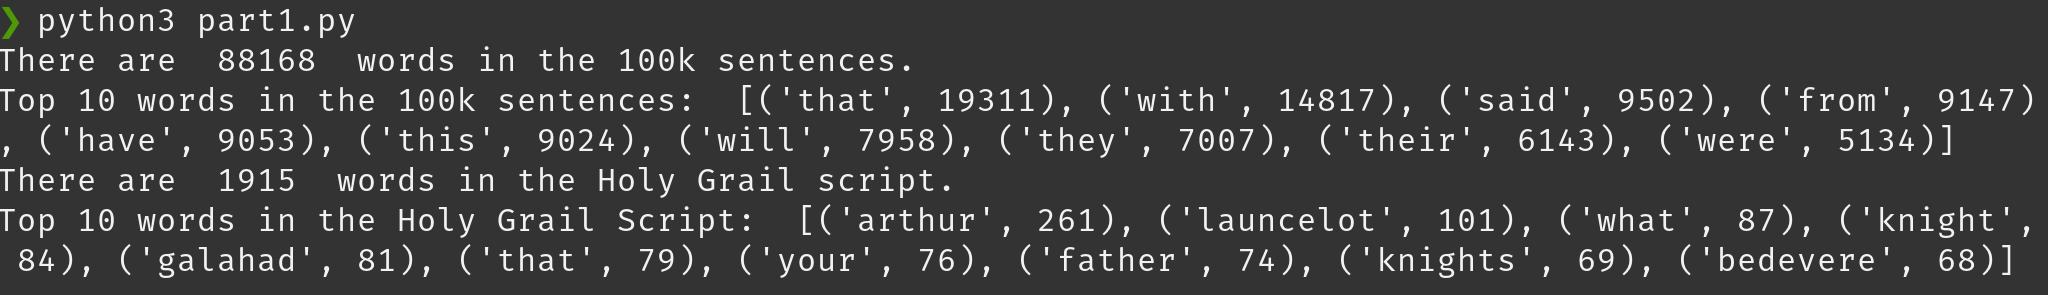 ❯ python3 part1.py
There are  88168  words in the 100k sentences.
Top 10 words in the 100k sentences:  [('that', 19311), ('with', 14817), ('said', 9502), ('from', 9147)
, ('have', 9053), ('this', 9024), ('will', 7958), ('they', 7007), ('their', 6143), ('were', 5134)]
There are  1915  words in the Holy Grail script.
Top 10 words in the Holy Grail Script:  [('arthur', 261), ('launcelot', 101), ('what', 87), ('knight',
 84), ('galahad', 81), ('that', 79), ('your', 76), ('father', 74), ('knights', 69), ('bedevere', 68)]